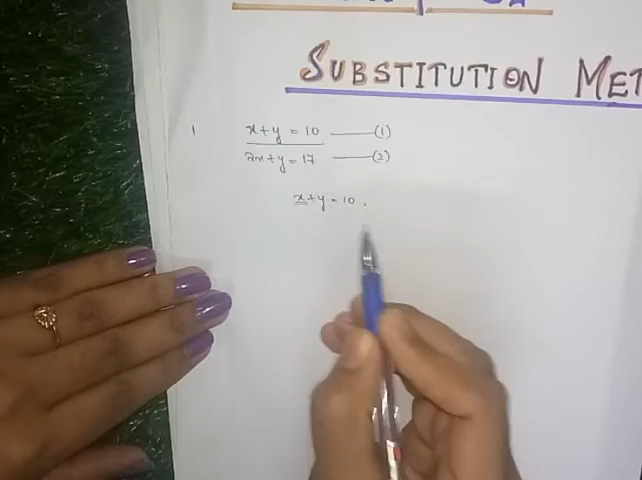 SUBSTITUTION MET
1 x+y = 10 ——(1)
2x+y = 17 ——(2)
x+y = 10.